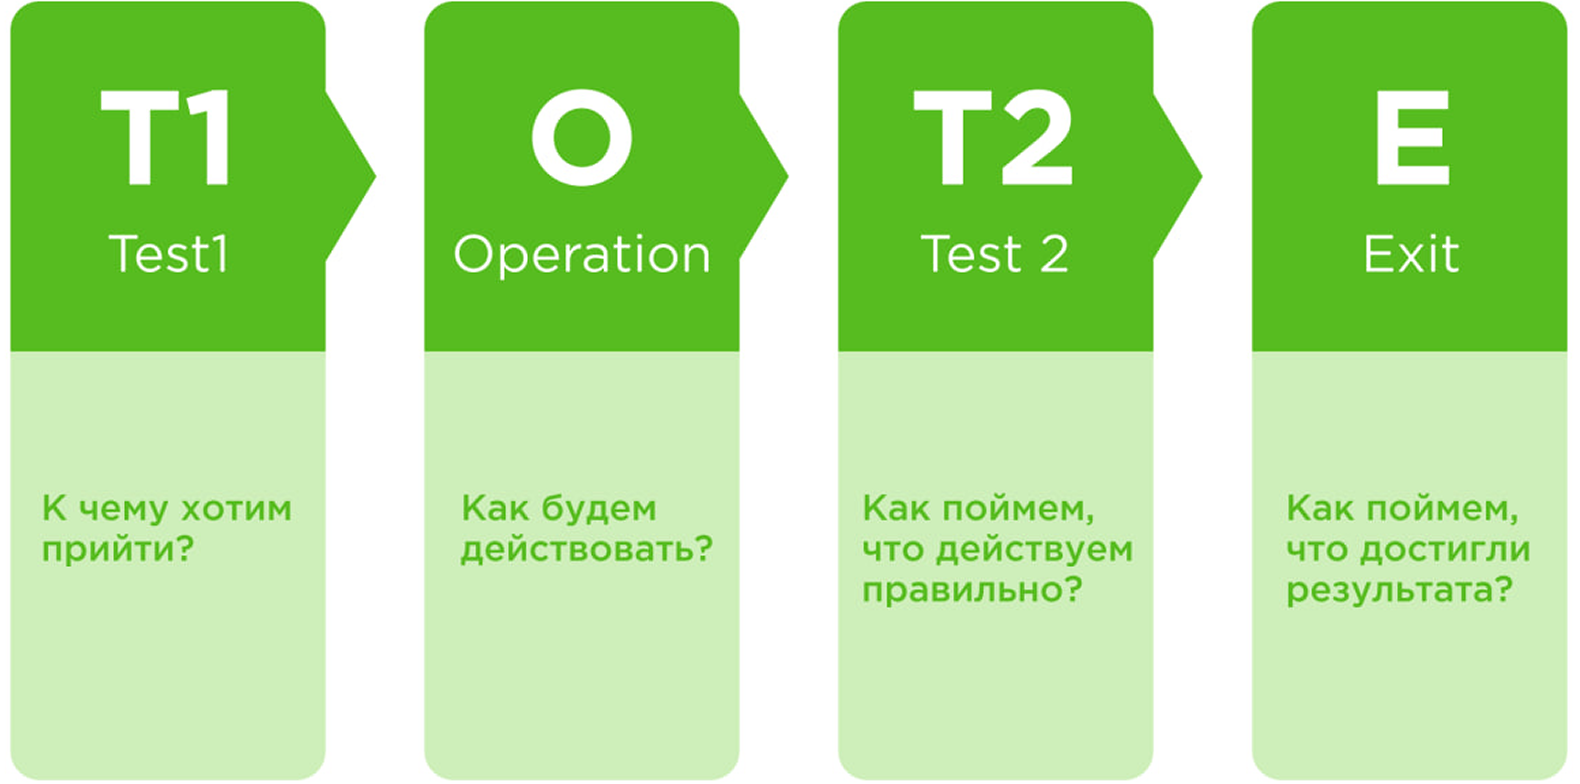 T1
Test1
К чему хотим
прийти?
O
Operation
Как будем
действовать?
T2
Test 2
Как поймем,
что действуем
правильно?
E
Exit
Как поймем,
что достигли
результата?